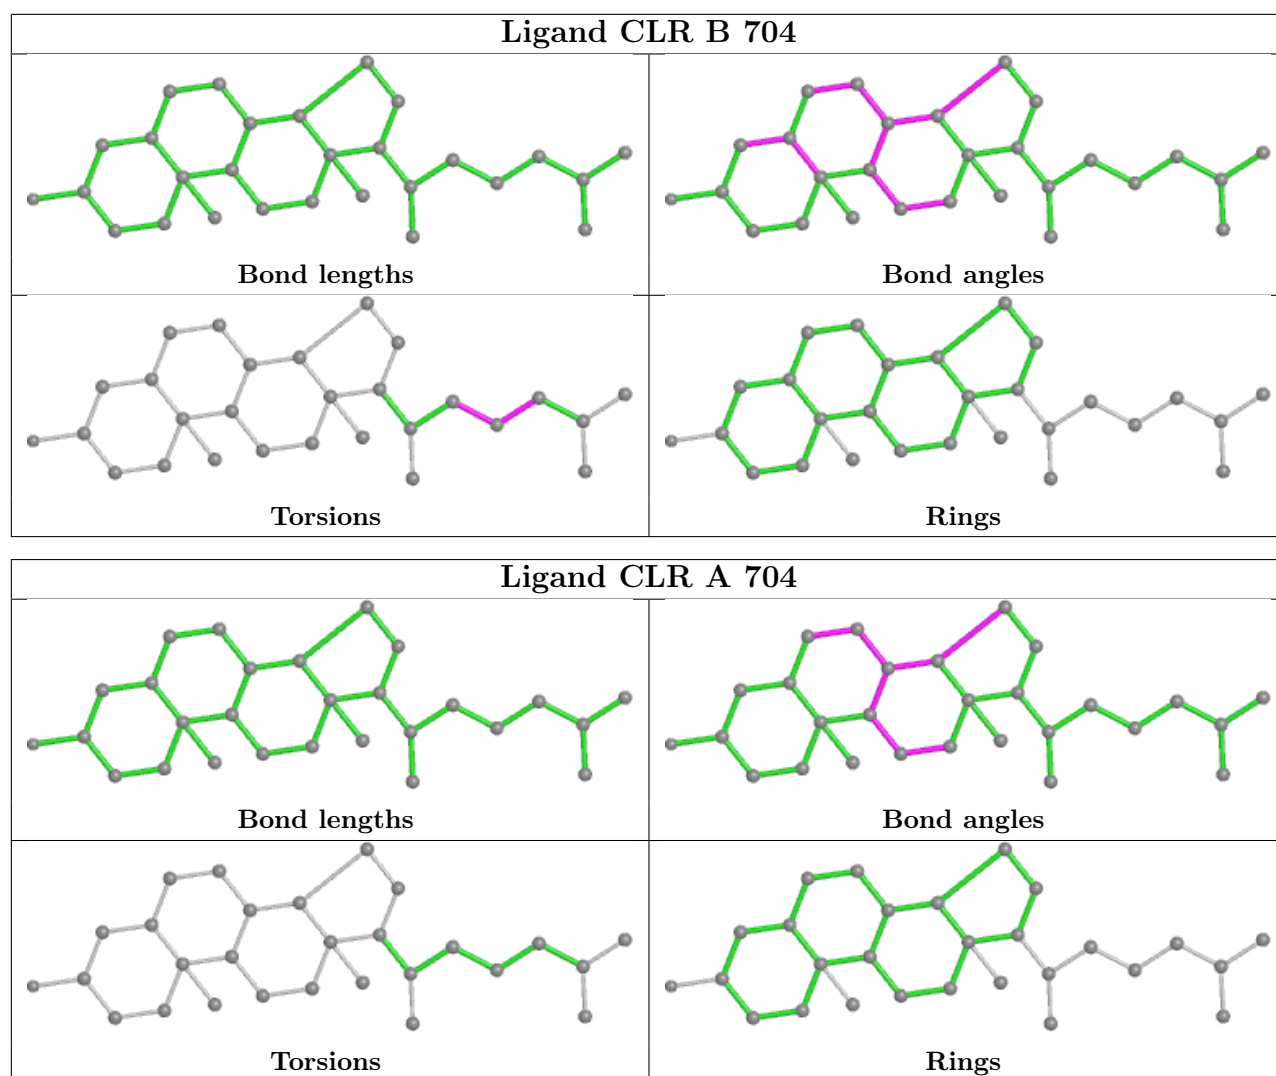 Ligand CLR B 704
Bond lengths
Bond angles
Torsions
Rings
Ligand CLR A 704
Bond lengths
Bond angles
Torsions
Rings